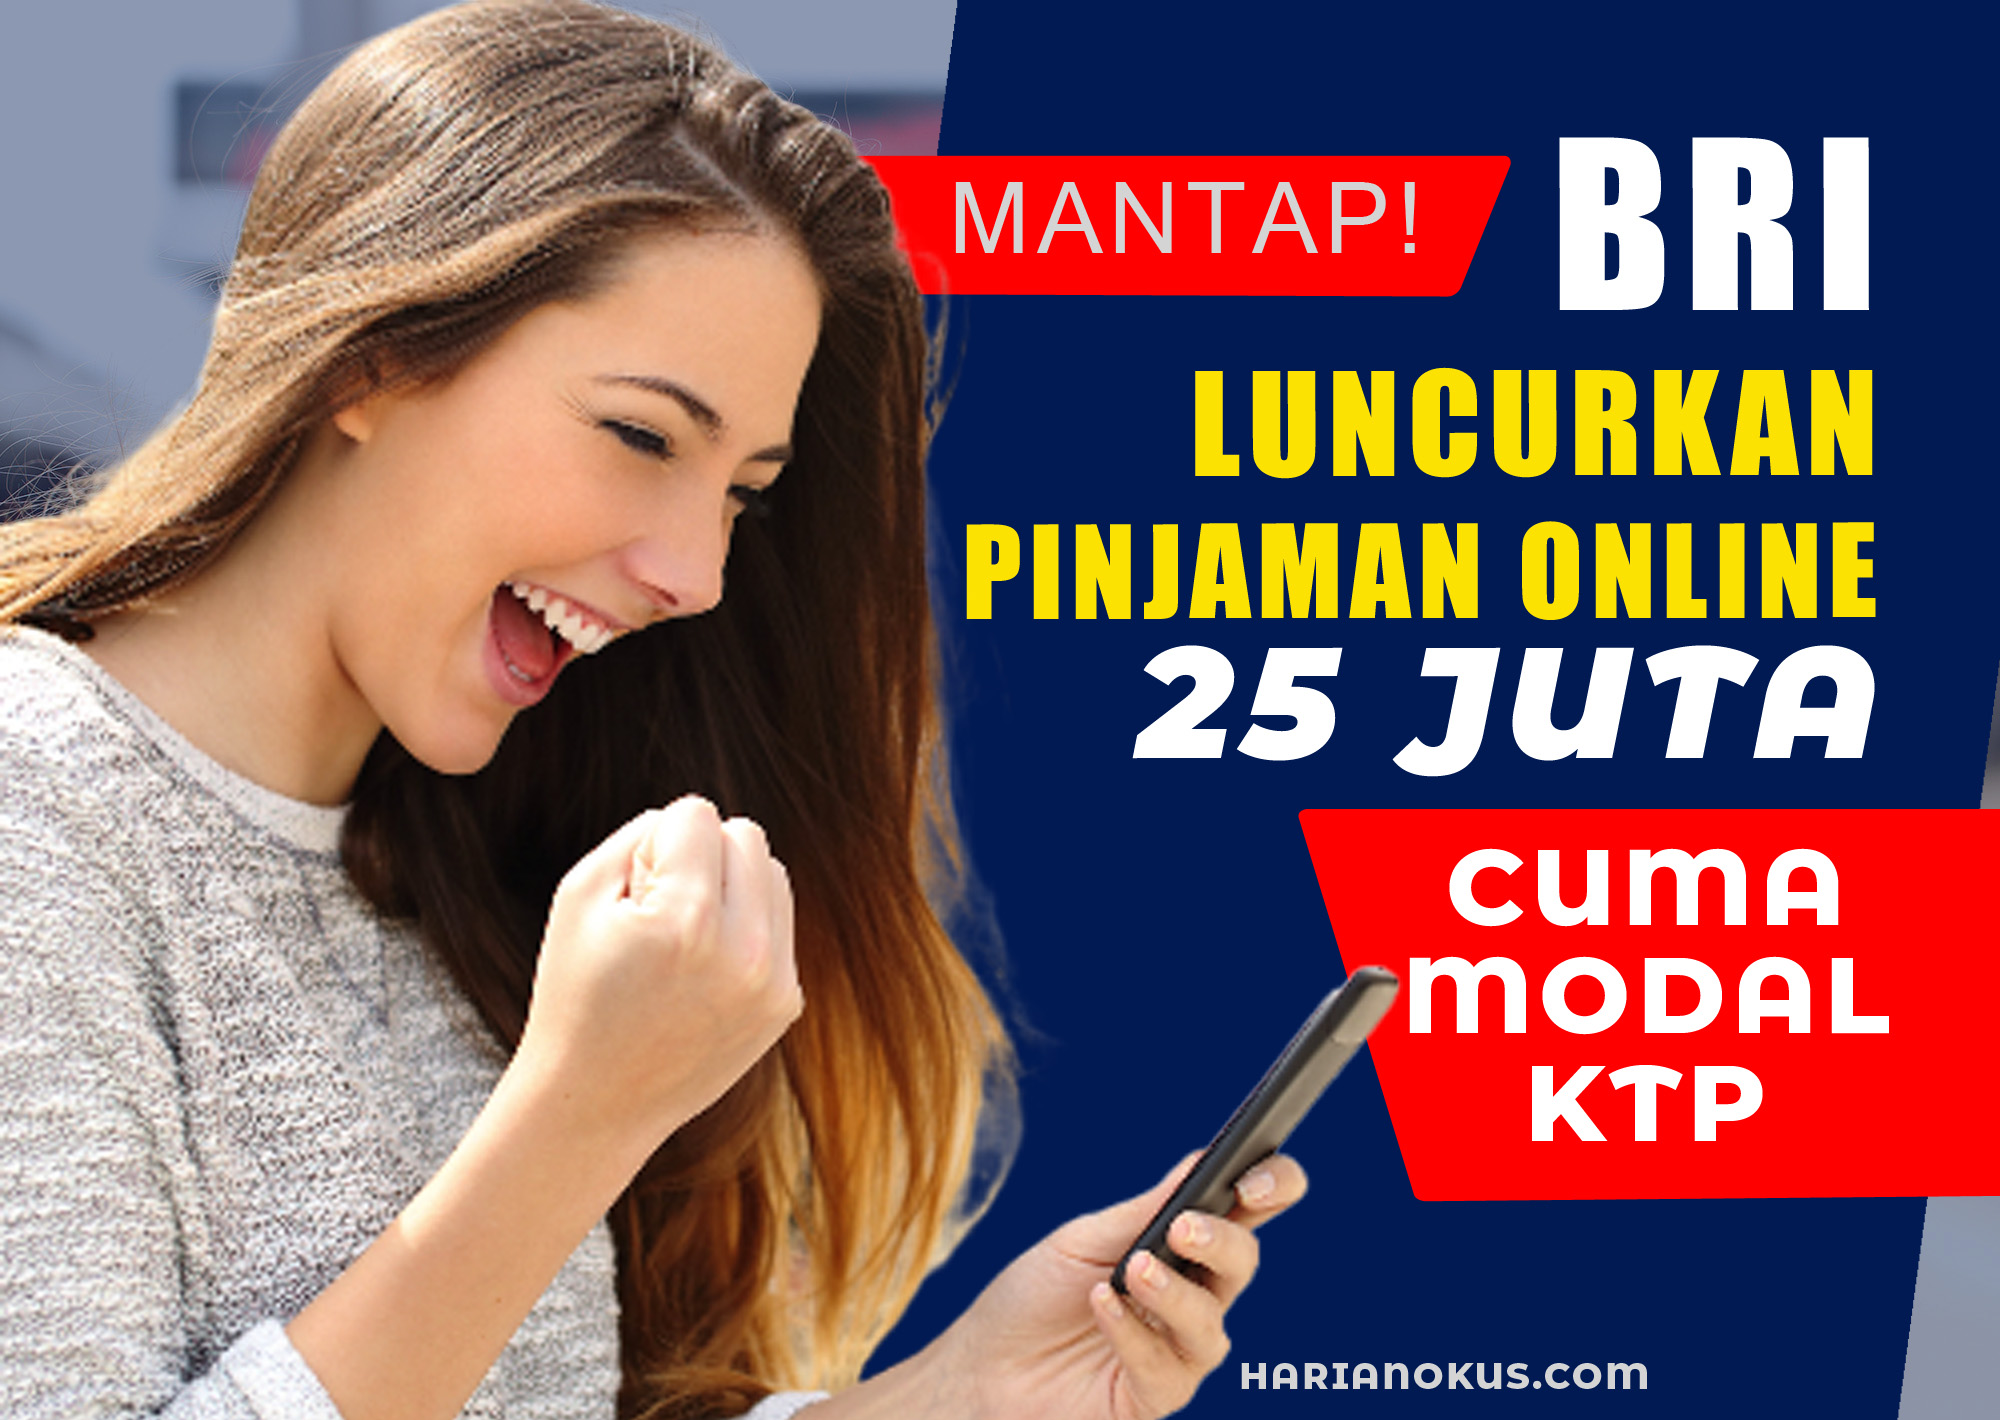 MANTAP!
BRI
LUNCURKAN
PINJAMAN ONLINE
25 JUTA
CUMA
MODAL
KTP
HARIANOKUS.com